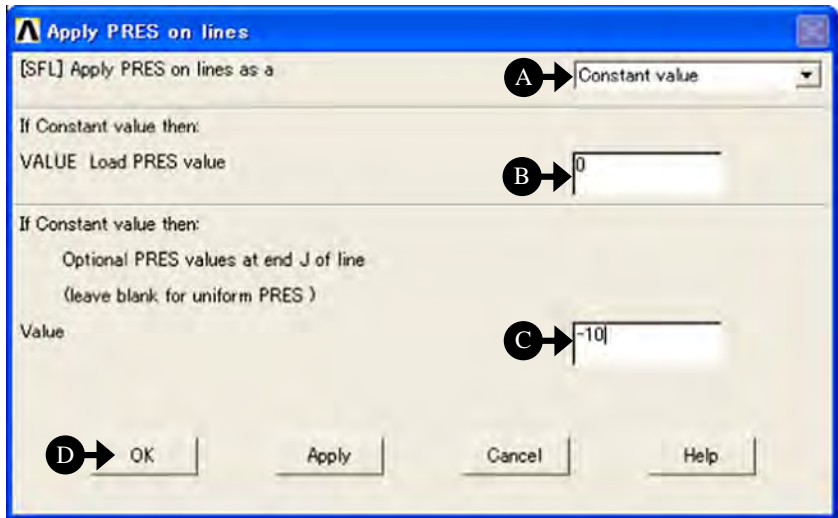 Apply PRES on lines
[SFL] Apply PRES on lines as a A Constant value
If Constant value then:
VALUE Load PRES value B 0
If Constant value then:
Optional PRES values at end J of line
(leave blank for uniform PRES )
Value C -10
D OK Apply Cancel Help